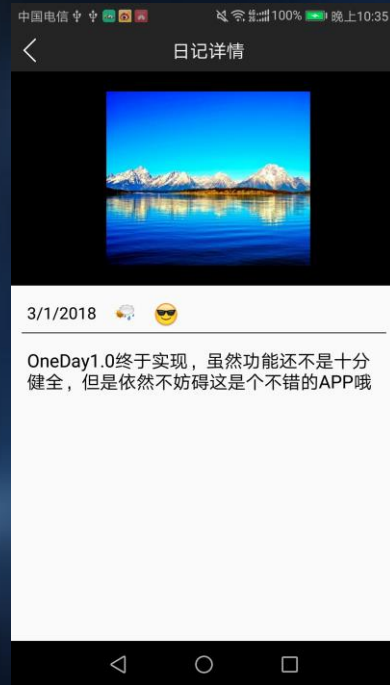 中国电信 100% 晚上10:35
日记详情
3/1/2018
OneDay1.0终于实现，虽然功能还不是十分
健全，但是依然不妨碍这是个不错的APP哦